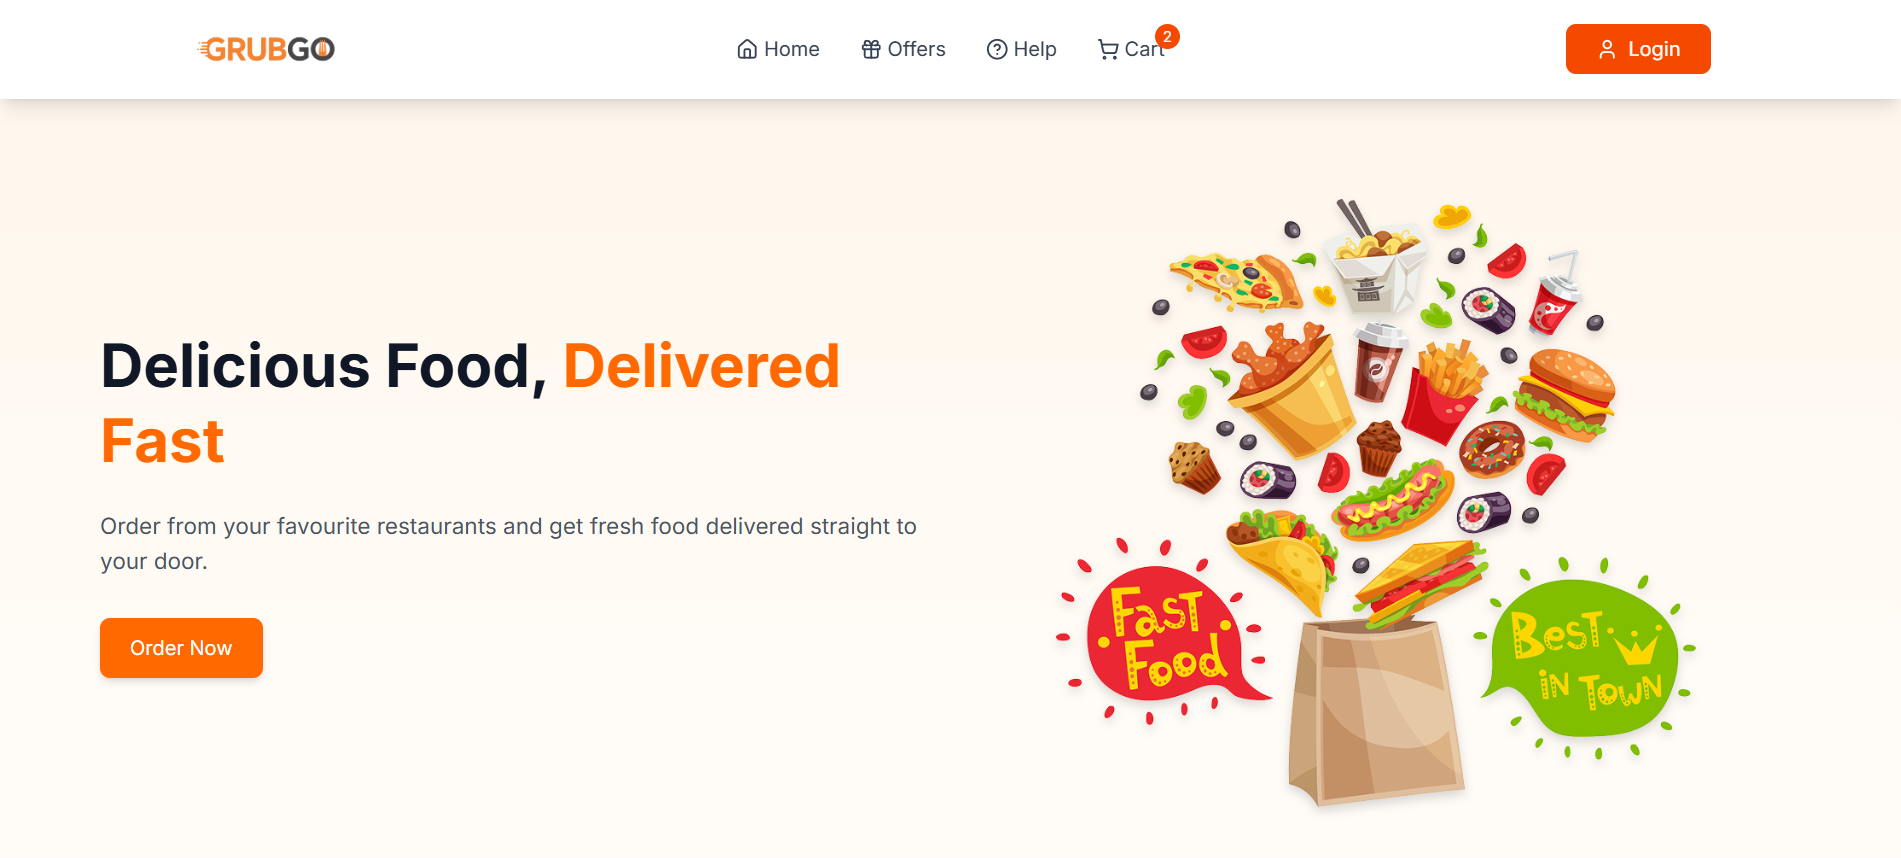 GRUBGO
Home
Offers
Help
Cart
2
Login
Delicious Food, Delivered
Fast
Order from your favourite restaurants and get fresh food delivered straight to
your door.
Order Now
Fast
Food
Best
in Town